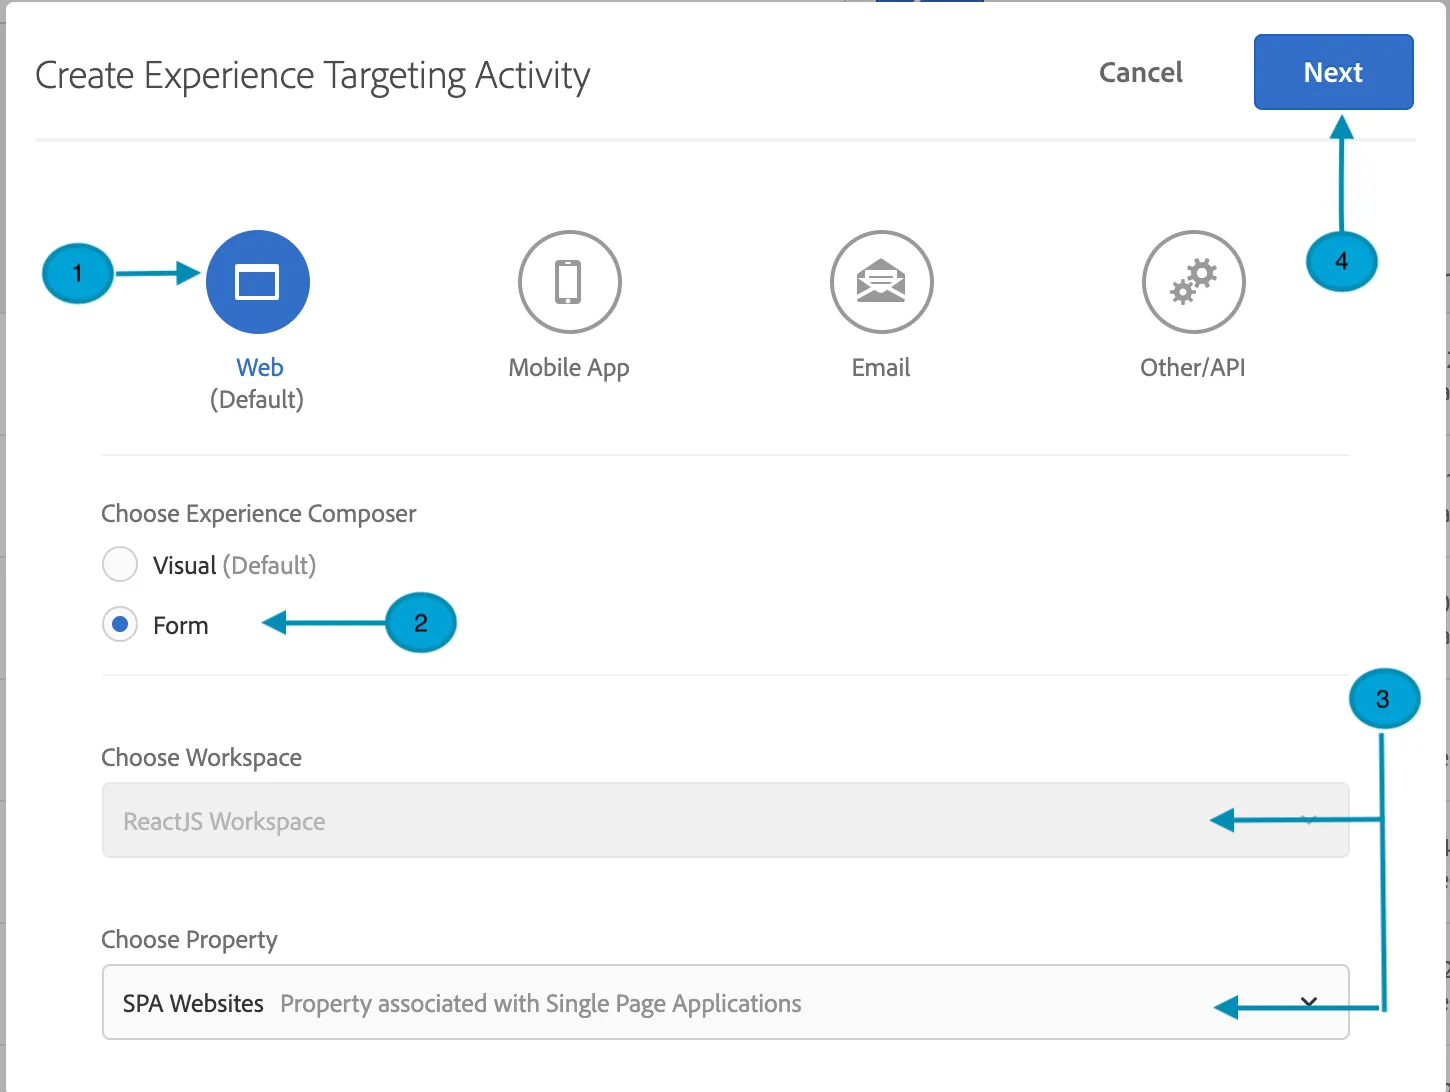 Create Experience Targeting Activity
Cancel
Next
1
4
Web
(Default)
Mobile App
Email
Other/API
Choose Experience Composer
Visual (Default)
Form
2
3
Choose Workspace
ReactJS Workspace
Choose Property
SPA Websites Property associated with Single Page Applications